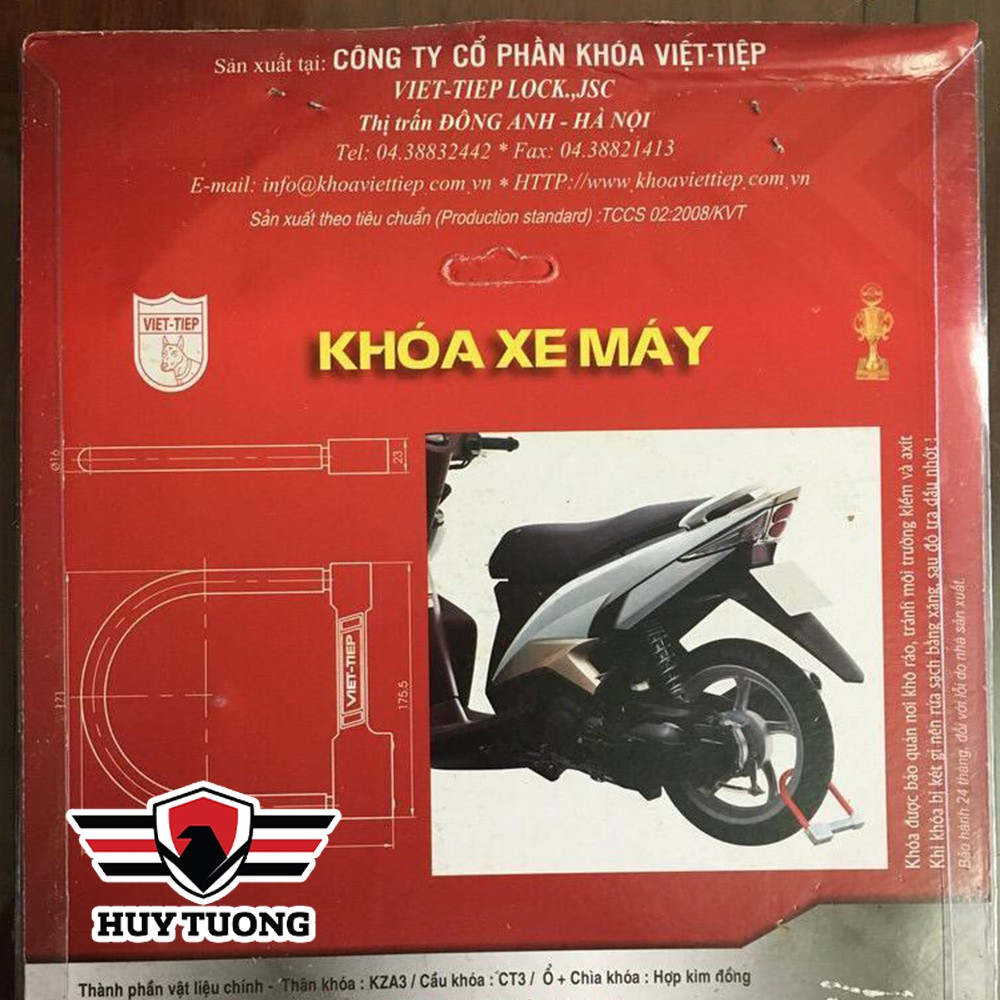 Sản xuất tại: CÔNG TY CỔ PHẦN KHÓA VIỆT-TIỆP
VIET-TIEP LOCK.,JSC
Thị trấn ĐÔNG ANH - HÀ NỘI
Tel: 04.38832442 * Fax: 04.38821413
E-mail: info@khoaviettiep.com.vn * HTTP://www.khoaviettiep.com.vn
Sản xuất theo tiêu chuẩn (Production standard) :TCCS 02:2008/KVT
VIET-TIEP
KHÓA XE MÁY
Ø16
23
171
VIET-TIEP
175.5
Khóa được bảo quản nơi khô ráo, tránh môi trường kiềm và axít
Khi khóa bị két gỉ nên rửa sạch bằng xăng, sau đó tra dầu nhớt !
Bảo hành 24 tháng, đối với lỗi do nhà sản xuất.
HUY TUONG
Thành phần vật liệu chính - Thân khóa : KZA3 / Cầu khóa : CT3 / Ổ + Chìa khóa : Hợp kim đồng